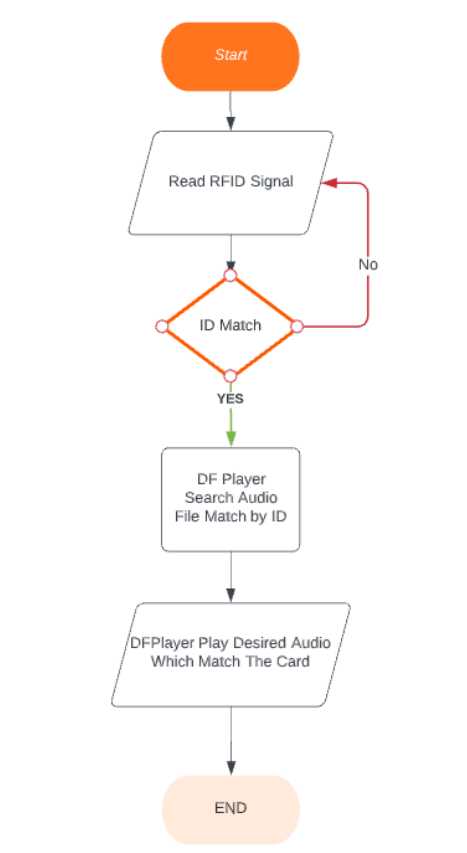 Start
Read RFID Signal
No
ID Match
YES
DF Player
Search Audio
File Match by ID
DFPlayer Play Desired Audio
Which Match The Card
END